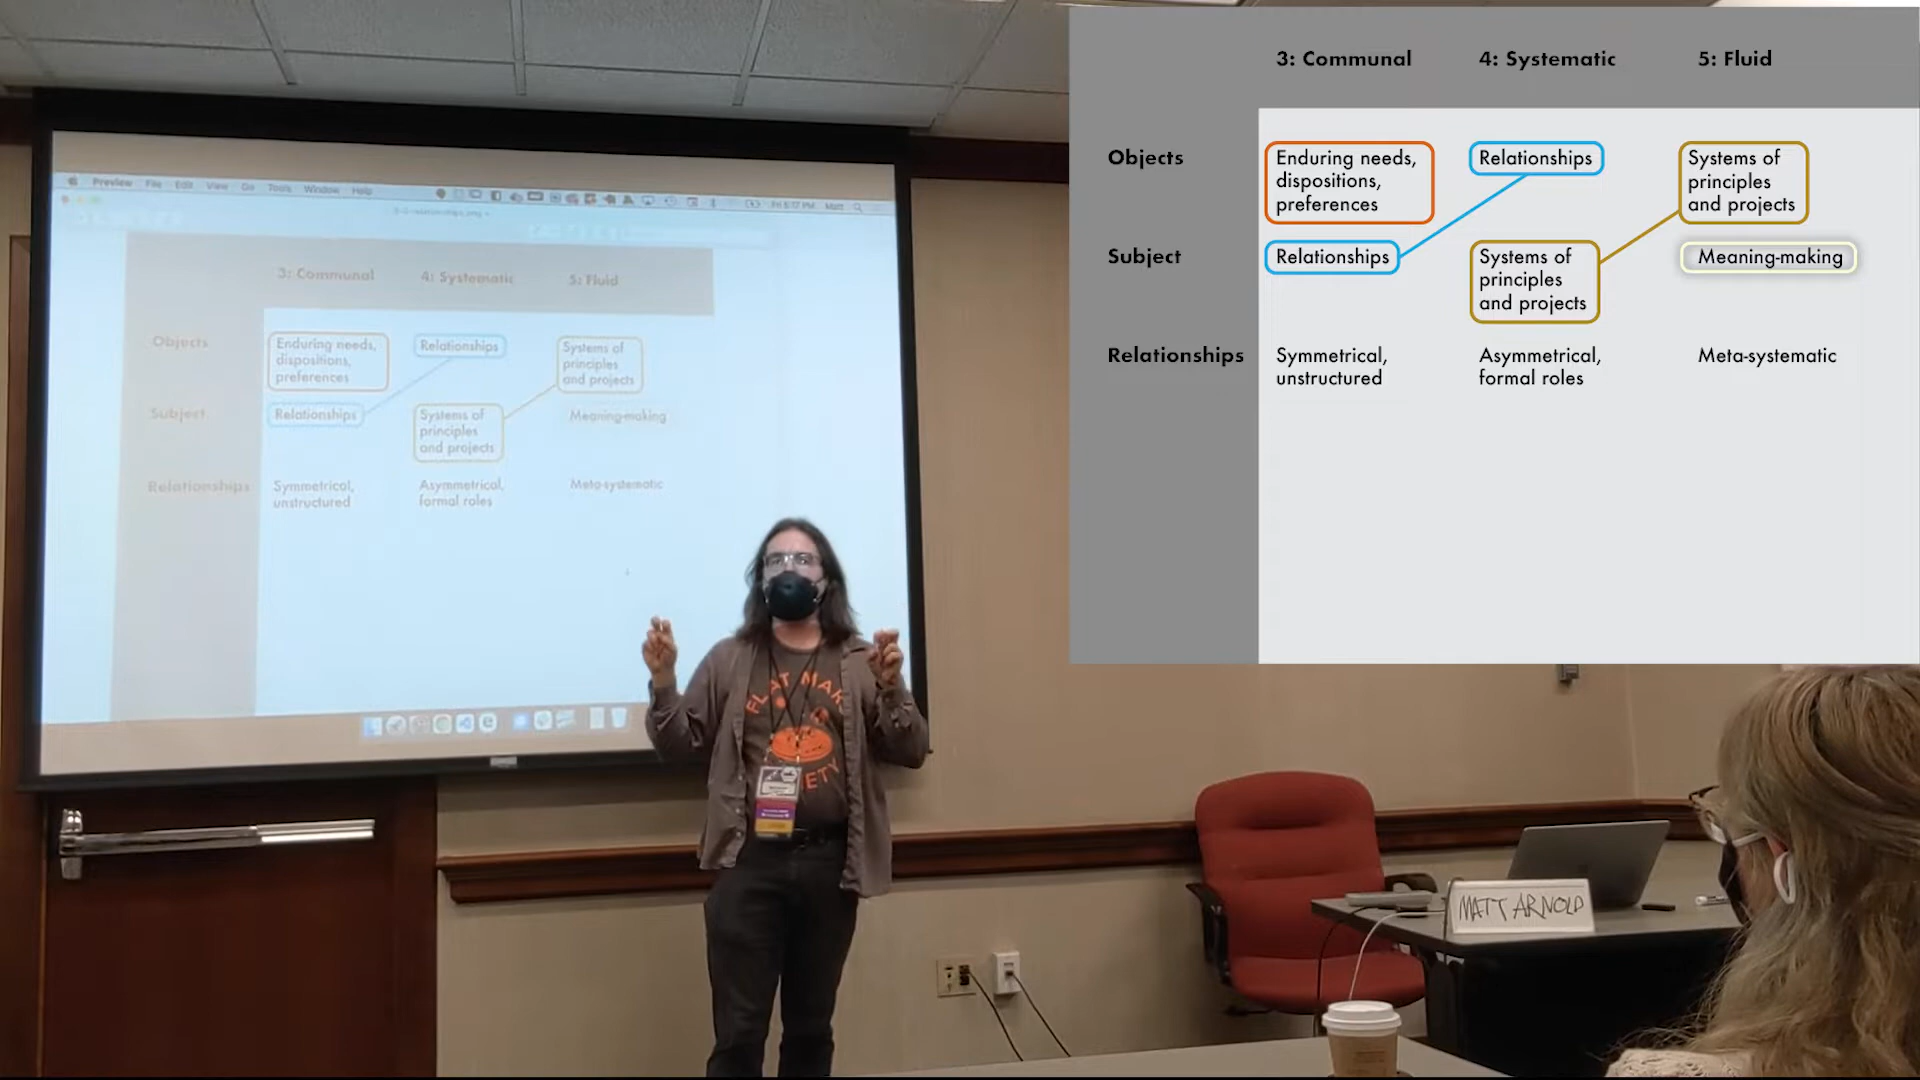 Preview File Edit View Go Tools Window Help
3: Communal 4: Systematic 5: Fluid
Objects
Enduring needs,
dispositions,
preferences
Relationships
Systems of
principles
and projects
Subject
Relationships
Systems of
principles
and projects
Meaning-making
Relationships
Symmetrical,
unstructured
Asymmetrical,
formal roles
Meta-systematic
3: Communal 4: Systematic 5: Fluid
Objects
Enduring needs,
dispositions,
preferences
Relationships
Systems of
principles
and projects
Subject
Relationships
Systems of
principles
and projects
Meaning-making
Relationships
Symmetrical,
unstructured
Asymmetrical,
formal roles
Meta-systematic
FLAT MA
IETY
MATT ARNOLD